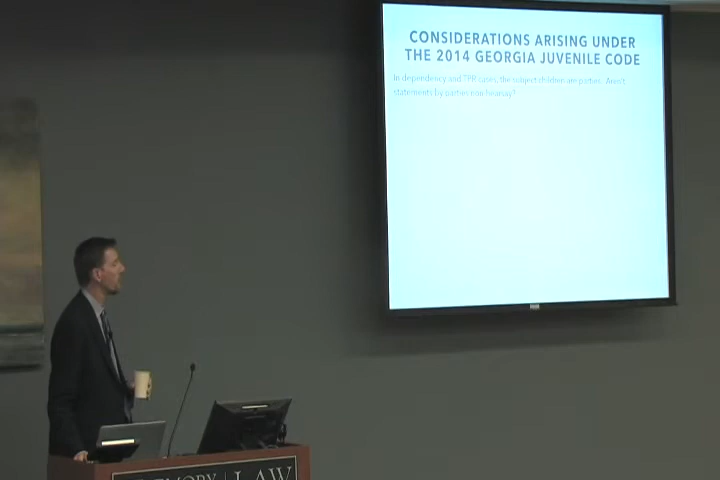 CONSIDERATIONS ARISING UNDER
THE 2014 GEORGIA JUVENILE CODE
In dependency and TPR cases, the subject children are parties. Aren't
statements by parties non-hearsay?
EMORY | LAW